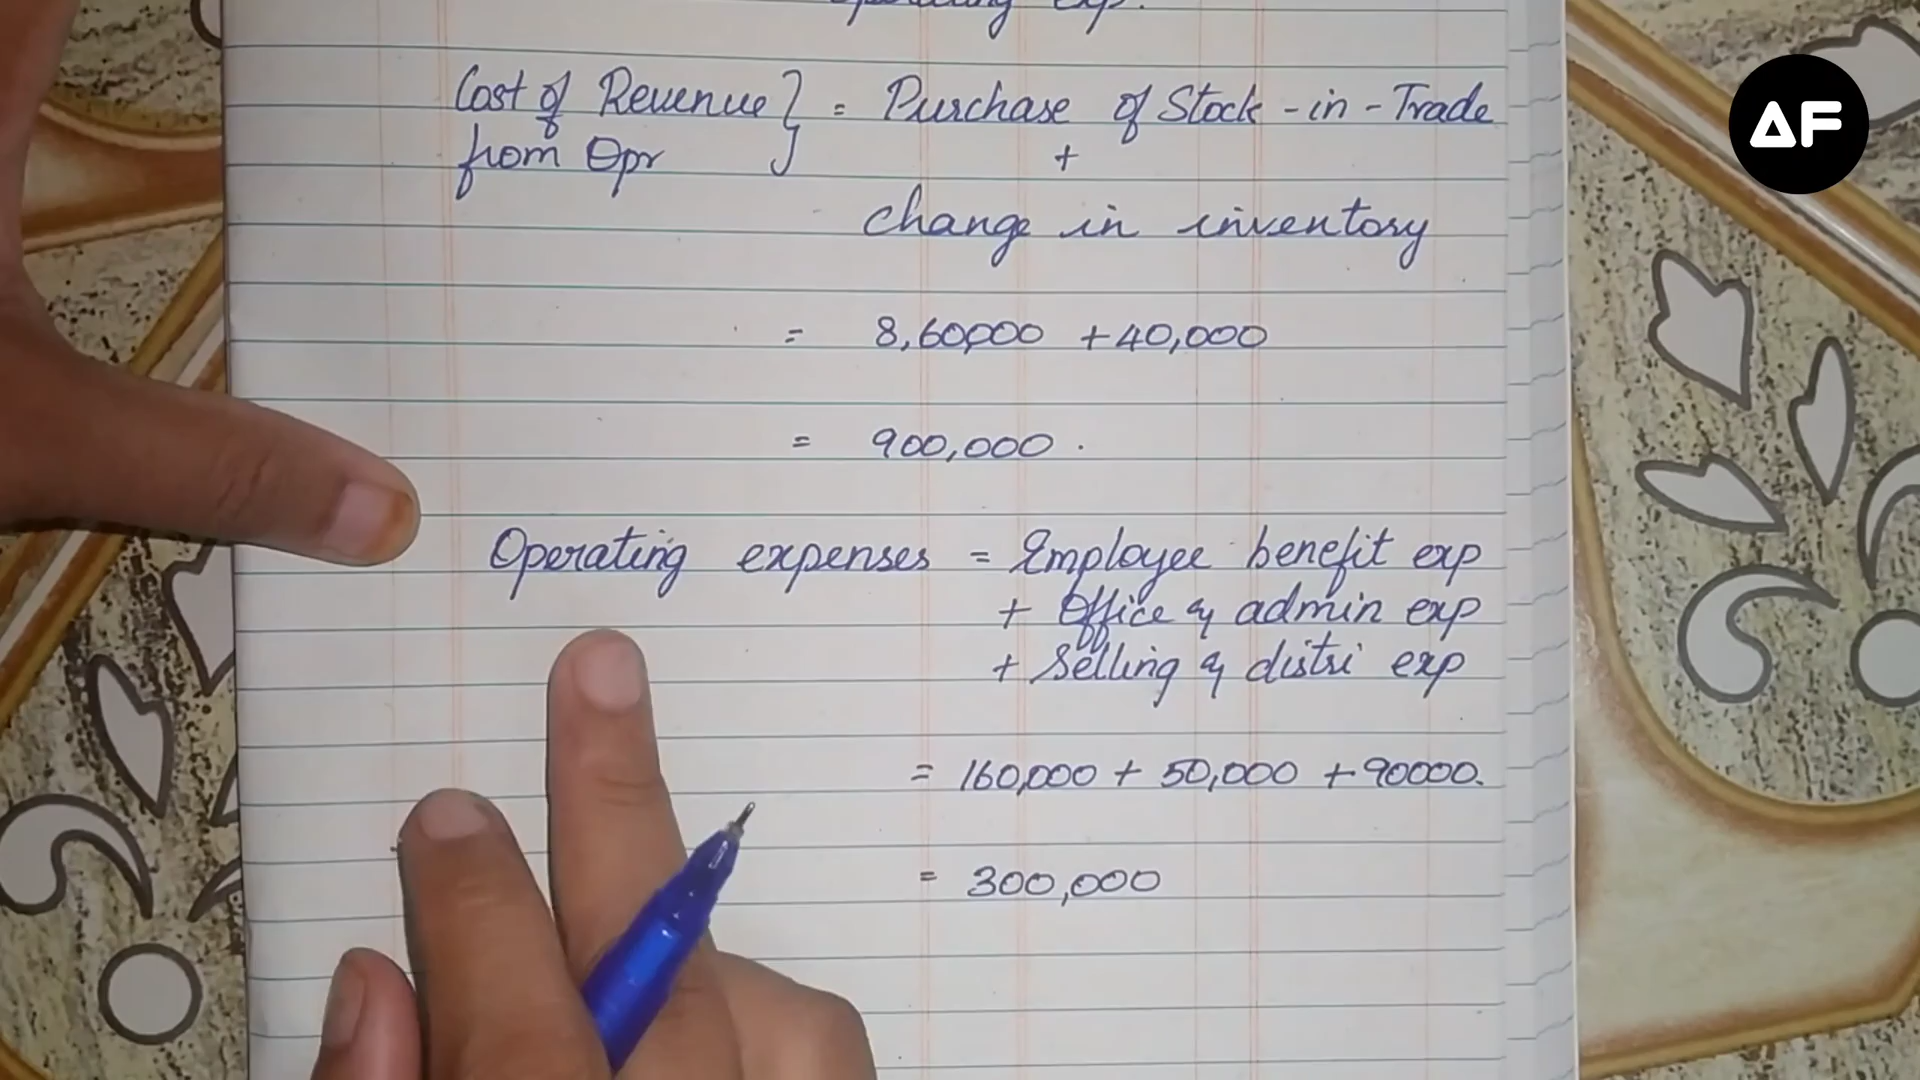 Operating exp.
Cost of Revenue } = Purchase of Stock-in-Trade
from Opr +
change in inventory
= 8,60,000 + 40,000
= 900,000.
Operating expenses = Employee benefit exp
+ Office & admin exp
+ Selling & distri exp
= 160,000 + 50,000 + 90000.
= 300,000
AF